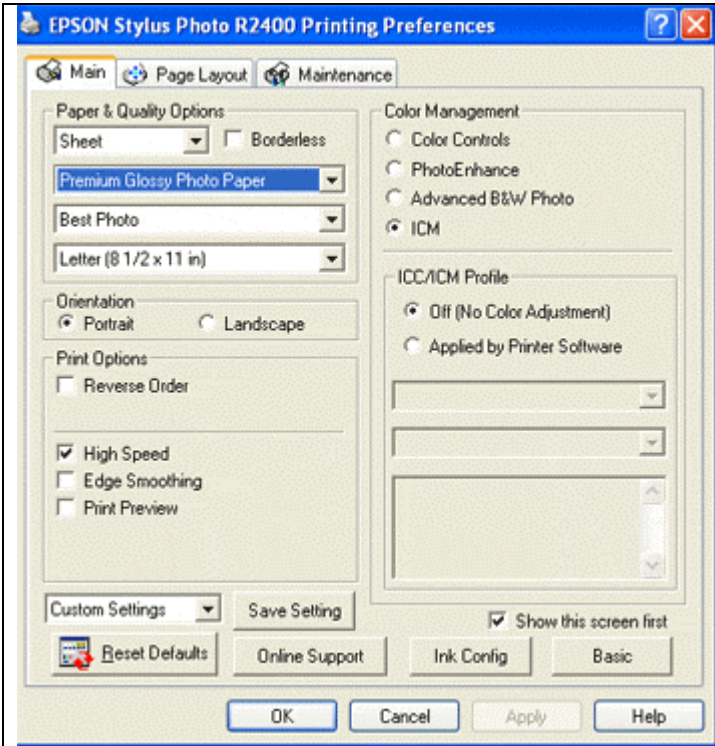 EPSON Stylus Photo R2400 Printing Preferences
Main
Page Layout
Maintenance
Paper & Quality Options
Sheet
Borderless
Premium Glossy Photo Paper
Best Photo
Letter (8 1/2 x 11 in)
Orientation
Portrait
Landscape
Print Options
Reverse Order
High Speed
Edge Smoothing
Print Preview
Custom Settings
Save Setting
Color Management
Color Controls
PhotoEnhance
Advanced B&W Photo
ICM
ICC/ICM Profile
Off (No Color Adjustment)
Applied by Printer Software
Show this screen first
Reset Defaults
Online Support
Ink Config
Basic
OK
Cancel
Apply
Help